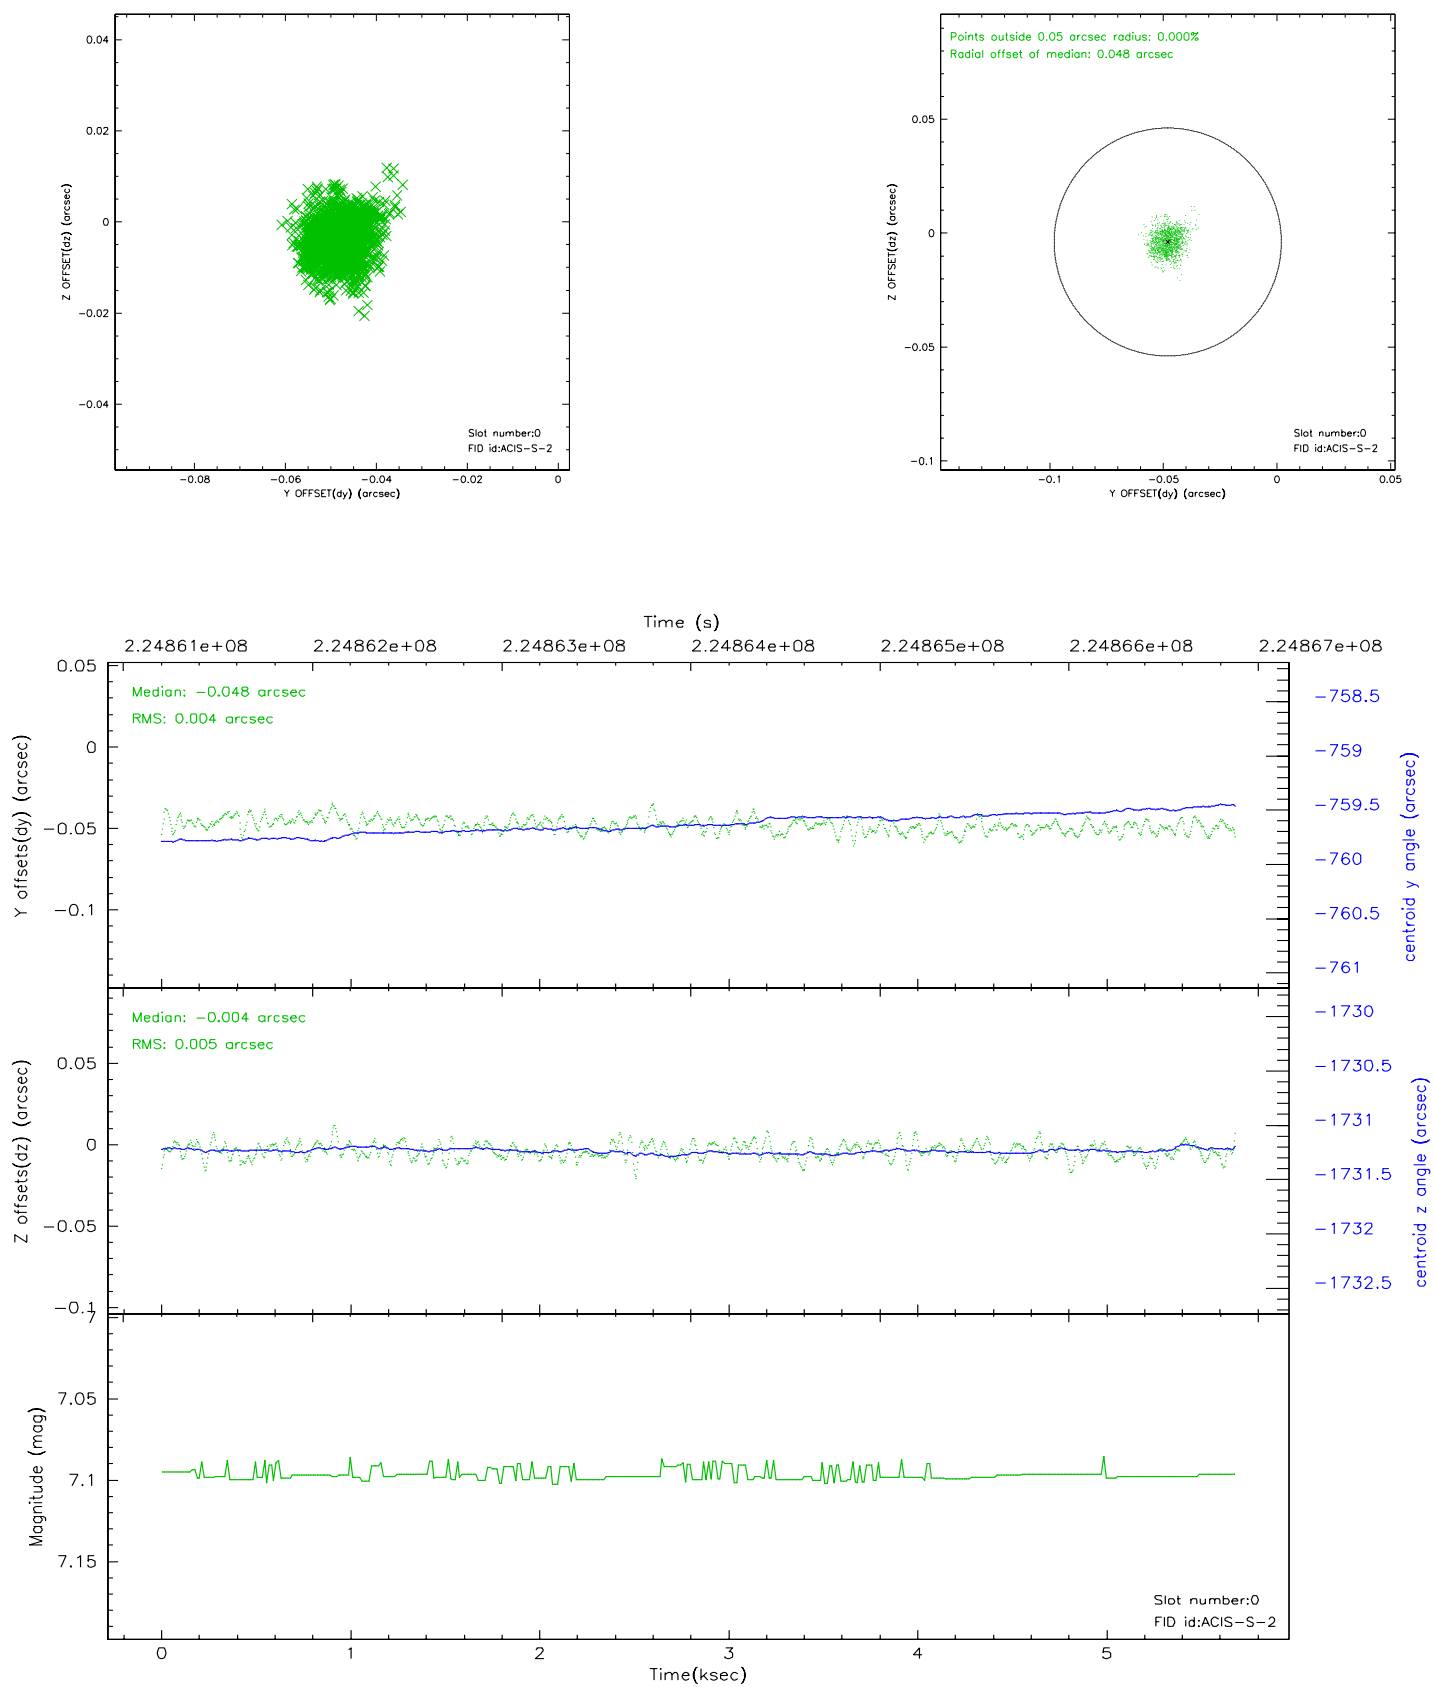 0.04
0.02
0
−0.02
−0.04
Z OFFSET(dz) (arcsec)
Slot number:0
FID id:ACIS−S−2
−0.08
−0.06
−0.04
−0.02
0
Y OFFSET(dy) (arcsec)
Points outside 0.05 arcsec radius: 0.000%
Radial offset of median: 0.048 arcsec
0.05
0
−0.05
−0.1
Z OFFSET(dz) (arcsec)
Slot number:0
FID id:ACIS−S−2
−0.1
−0.05
0
0.05
Y OFFSET(dy) (arcsec)
Time (s)
2.24861e+08
2.24862e+08
2.24863e+08
2.24864e+08
2.24865e+08
2.24866e+08
2.24867e+08
0.05
0
−0.05
−0.1
Y offsets(dy) (arcsec)
Median: −0.048 arcsec
RMS: 0.004 arcsec
−758.5
−759
−759.5
−760
−760.5
−761
centroid y angle (arcsec)
0.05
0
−0.05
−0.1
Z offsets(dz) (arcsec)
Median: −0.004 arcsec
RMS: 0.005 arcsec
−1730
−1730.5
−1731
−1731.5
−1732
−1732.5
centroid z angle (arcsec)
7
7.05
7.1
7.15
Magnitude (mag)
Slot number:0
FID id:ACIS−S−2
0
1
2
3
4
5
Time(ksec)